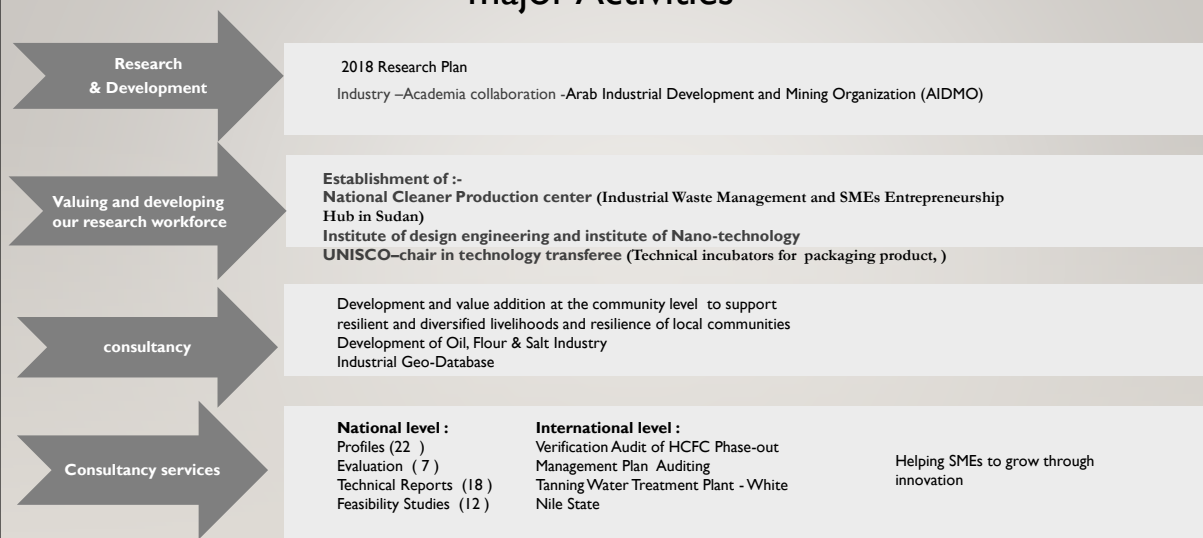 major Activities
Research
& Development
2018 Research Plan
Industry –Academia collaboration -Arab Industrial Development and Mining Organization (AIDMO)
Valuing and developing
our research workforce
Establishment of :-
National Cleaner Production center (Industrial Waste Management and SMEs Entrepreneurship
Hub in Sudan)
Institute of design engineering and institute of Nano-technology
UNISCO–chair in technology transferee (Technical incubators for packaging product, )
consultancy
Development and value addition at the community level to support
resilient and diversified livelihoods and resilience of local communities
Development of Oil, Flour & Salt Industry
Industrial Geo-Database
Consultancy services
National level :
Profiles (22 )
Evaluation ( 7 )
Technical Reports (18 )
Feasibility Studies (12 )
International level :
Verification Audit of HCFC Phase-out
Management Plan Auditing
Tanning Water Treatment Plant - White
Nile State
Helping SMEs to grow through
innovation